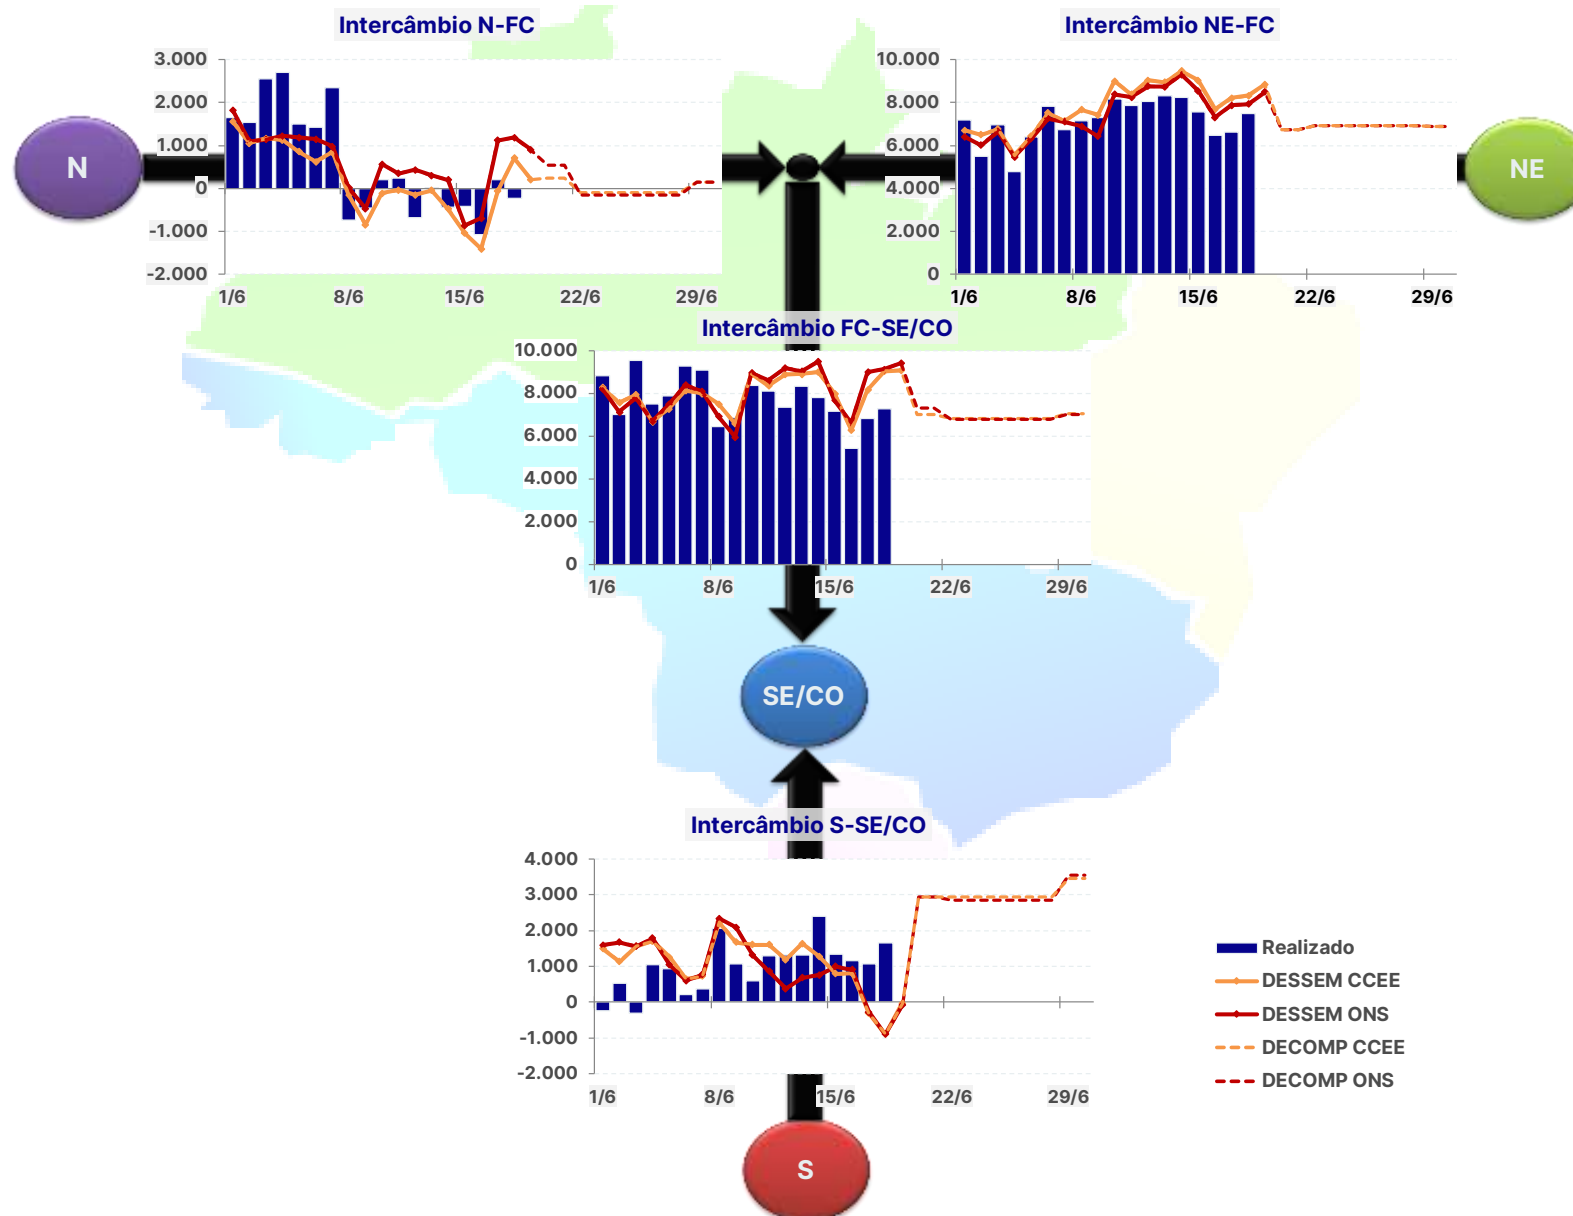 Intercâmbio N-FC
3.000
2.000
1.000
0
-1.000
-2.000
1/6 8/6 15/6 22/6 29/6
Intercâmbio NE-FC
10.000
8.000
6.000
4.000
2.000
0
1/6 8/6 15/6 22/6 29/6
N
NE
Intercâmbio FC-SE/CO
10.000
8.000
6.000
4.000
2.000
0
1/6 8/6 15/6 22/6 29/6
SE/CO
Intercâmbio S-SE/CO
4.000
3.000
2.000
1.000
0
-1.000
-2.000
1/6 8/6 15/6 22/6 29/6
Realizado
DESSEM CCEE
DESSEM ONS
DECOMP CCEE
DECOMP ONS
S